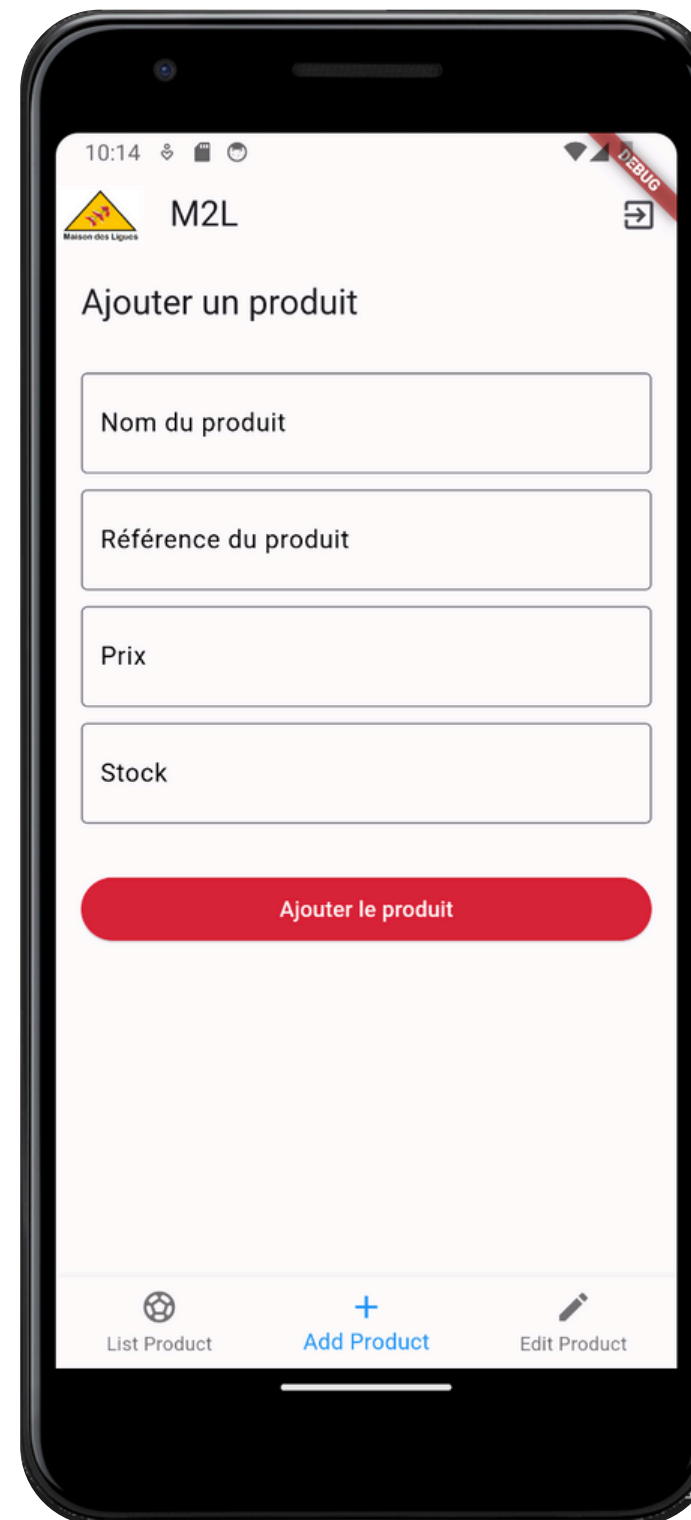 10:14
DEBUG
M2L
Maison des Ligues
Ajouter un produit
Nom du produit
Référence du produit
Prix
Stock
Ajouter le produit
List Product
Add Product
Edit Product